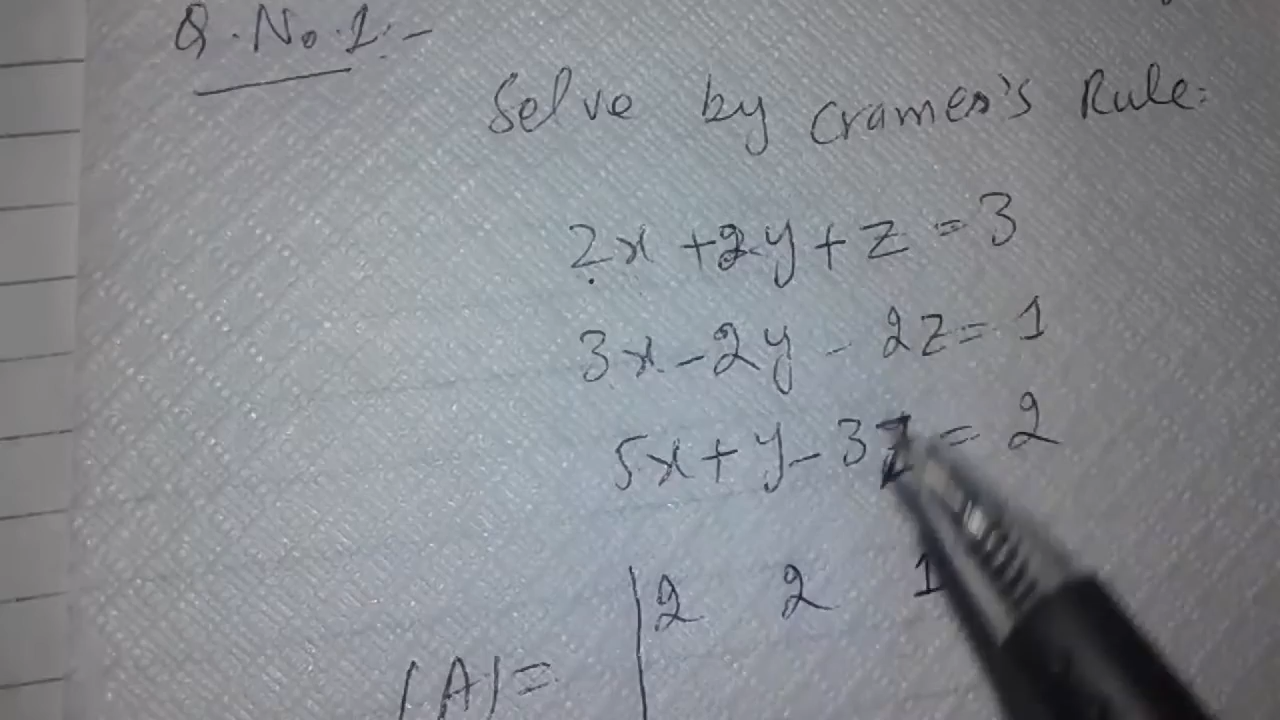 Q.No.1:-
Solve by Cramer's Rule:
2x+2y+z=3
3x-2y-2z=1
5x+y-3z=2
|A|= |2 2 1